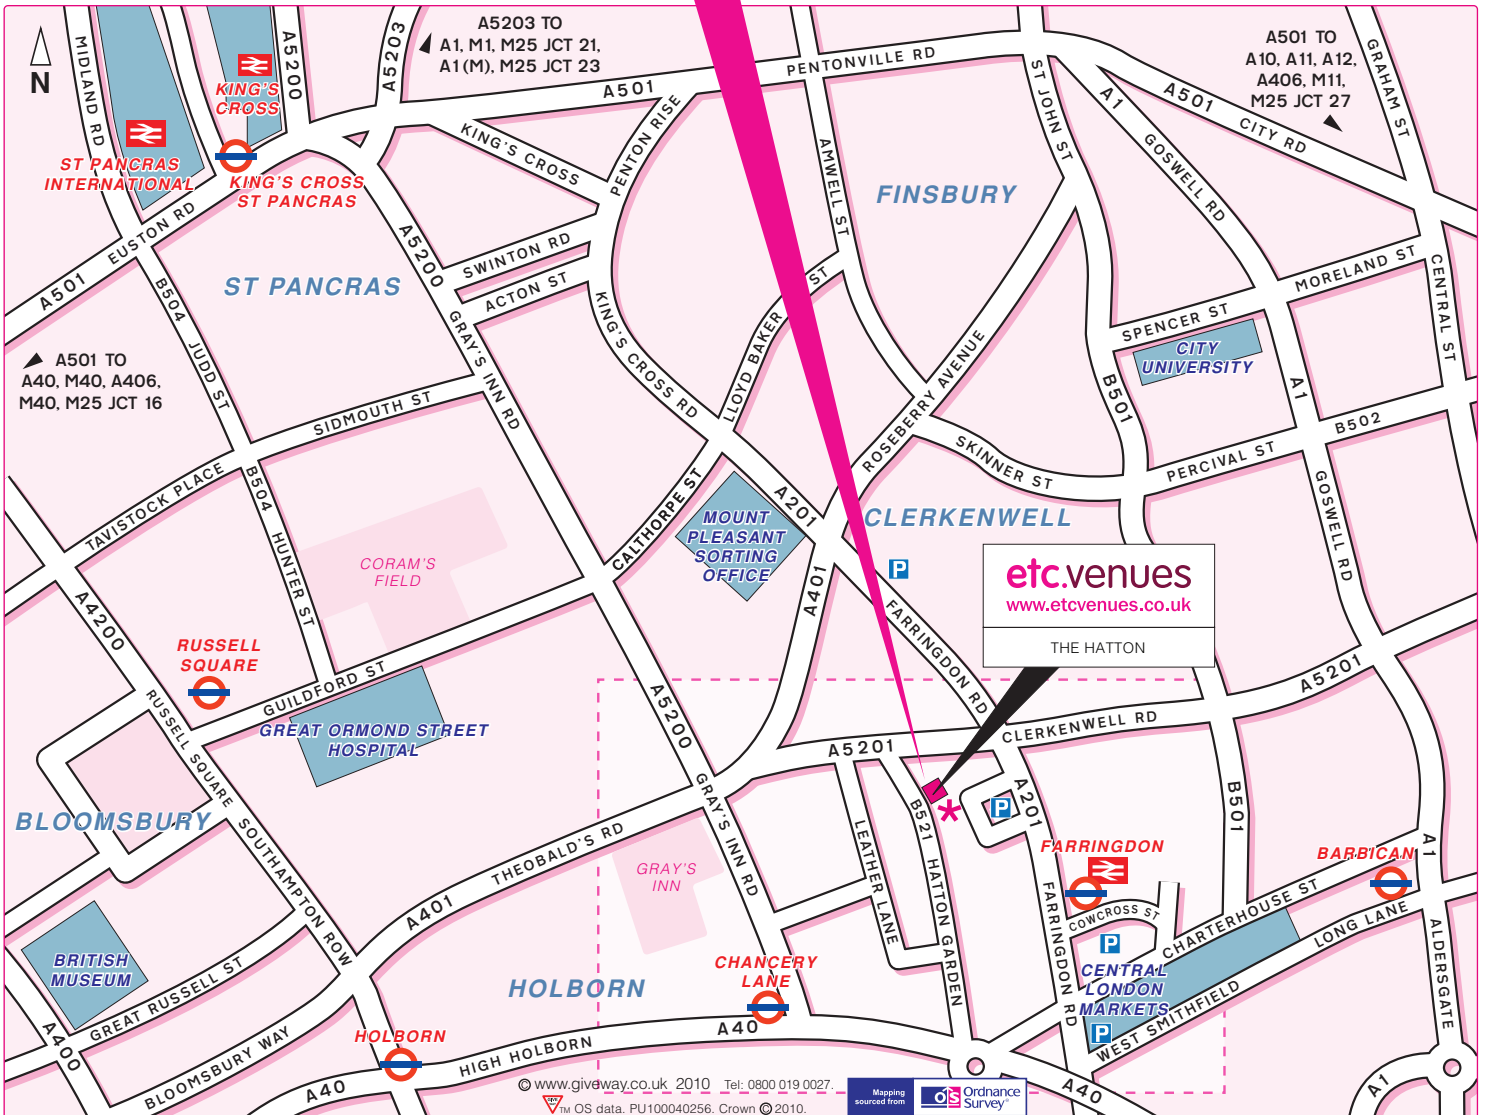 A5203 TO
A1, M1, M25 JCT 21,
A1(M), M25 JCT 23
A501 TO
A10, A11, A12,
A406, M11,
M25 JCT 27
N
MIDLAND RD
A5200
A5203
KING'S
CROSS
ST PANCRAS
INTERNATIONAL
KING'S CROSS
ST PANCRAS
EUSTON RD
A501
A501
PENTONVILLE RD
KING'S CROSS
PENTON RISE
AMWELL ST
ST JOHN ST
A1
GOSWELL RD
A501
CITY RD
GRAHAM ST
FINSBURY
ST PANCRAS
A5200
SWINTON RD
ACTON ST
MORELAND ST
CENTRAL ST
SPENCER ST
CITY
UNIVERSITY
A501 TO
A40, M40, A406,
M40, M25 JCT 16
B504
JUDD ST
GRAY'S INN RD
KING'S CROSS RD
LLOYD BAKER ST
ROSEBERRY AVENUE
B501
A1
B502
SIDMOUTH ST
TAVISTOCK PLACE
SKINNER ST
PERCIVAL ST
GOSWELL RD
B504
HUNTER ST
CALTHORPE ST
A201
CLERKENWELL
MOUNT
PLEASANT
SORTING
OFFICE
CORAM'S
FIELD
P
A4200
A401
FARRINGDON RD
etc.venues
www.etcvenues.co.uk
THE HATTON
RUSSELL
SQUARE
GUILDFORD ST
GREAT ORMOND STREET
HOSPITAL
RUSSELL SQUARE
A5200
A5201
CLERKENWELL RD
A5201
BLOOMSBURY
SOUTHAMPTON ROW
THEOBALD'S RD
GRAY'S INN RD
GRAY'S
INN
LEATHER LANE
B521
HATTON GARDEN
*
P
A201
B501
FARRINGDON
BARBICAN
A1
A401
FARRINGDON RD
COWCROSS ST
CHARTERHOUSE ST
LONG LANE
ALDERSGATE
BRITISH
MUSEUM
GREAT RUSSELL ST
HOLBORN
CHANCERY
LANE
P
CENTRAL
LONDON
MARKETS
P
WEST SMITHFIELD
A400
BLOOMSBURY WAY
HOLBORN
A40
HIGH HOLBORN
A40
A40
A1
© www.giveway.co.uk 2010 Tel: 0800 019 0027.
TM OS data. PU100040256. Crown © 2010.
Mapping
sourced from
OS
Ordnance
Survey®